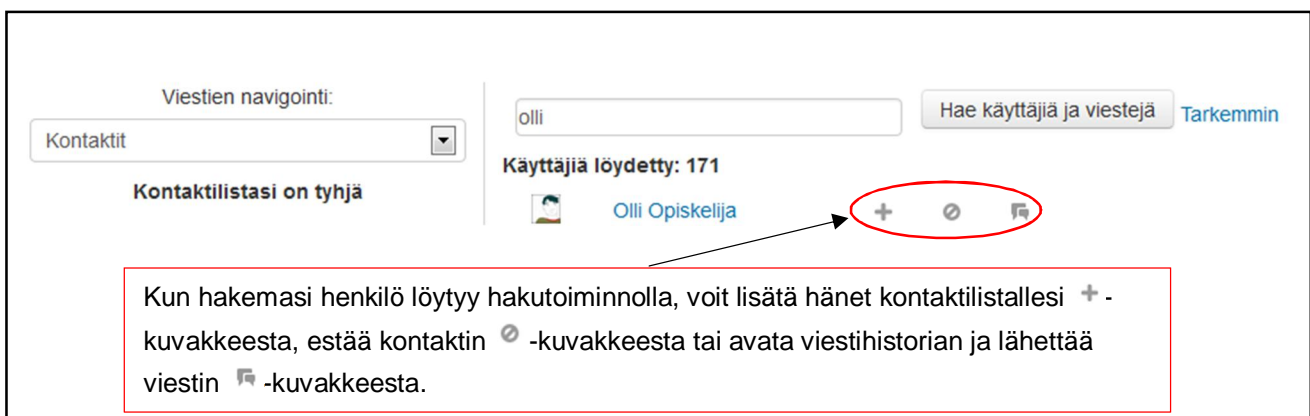 Viestien navigointi:
Kontaktit
Kontaktilistasi on tyhjä
olli
Hae käyttäjiä ja viestejä
Tarkemmin
Käyttäjiä löydetty: 171
Olli Opiskelija
Kun hakemasi henkilö löytyy hakutoiminnolla, voit lisätä hänet kontaktilistallesi + -
kuvakkeesta, estää kontaktin -kuvakkeesta tai avata viestihistorian ja lähettää
viestin -kuvakkeesta.